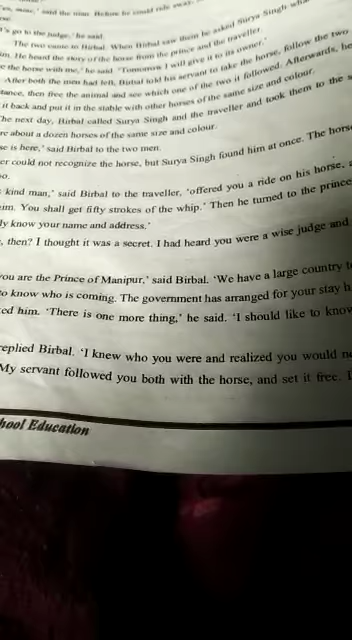 said the man. Before he could ride away,
's go to the judge,' he said.
The two came to Birbal. When Birbal saw them he asked Surya Singh what
im. He heard the story of the horse from the prince and the traveller.
e the horse with me,' he said. 'Tomorrow I will give it to its owner.'
After both the men had left, Birbal told his servant to take the horse, follow the two
tance, then free the animal and see which one of the two it followed. Afterwards, he
it back and put it in the stable with other horses of the same size and colour.
he next day, Birbal called Surya Singh and the traveller and took them to the s
re about a dozen horses of the same size and colour.
se is here,' said Birbal to the two men.
er could not recognize the horse, but Surya Singh found him at once. The horse
oo.
kind man,' said Birbal to the traveller, 'offered you a ride on his horse, a
im. You shall get fifty strokes of the whip.' Then he turned to the prince
ly know your name and address.'
, then? I thought it was a secret. I had heard you were a wise judge and
you are the Prince of Manipur,' said Birbal. 'We have a large country t
to know who is coming. The government has arranged for your stay h
ed him. 'There is one more thing,' he said. 'I should like to know
replied Birbal. 'I knew who you were and realized you would n
My servant followed you both with the horse, and set it free. I
hool Education